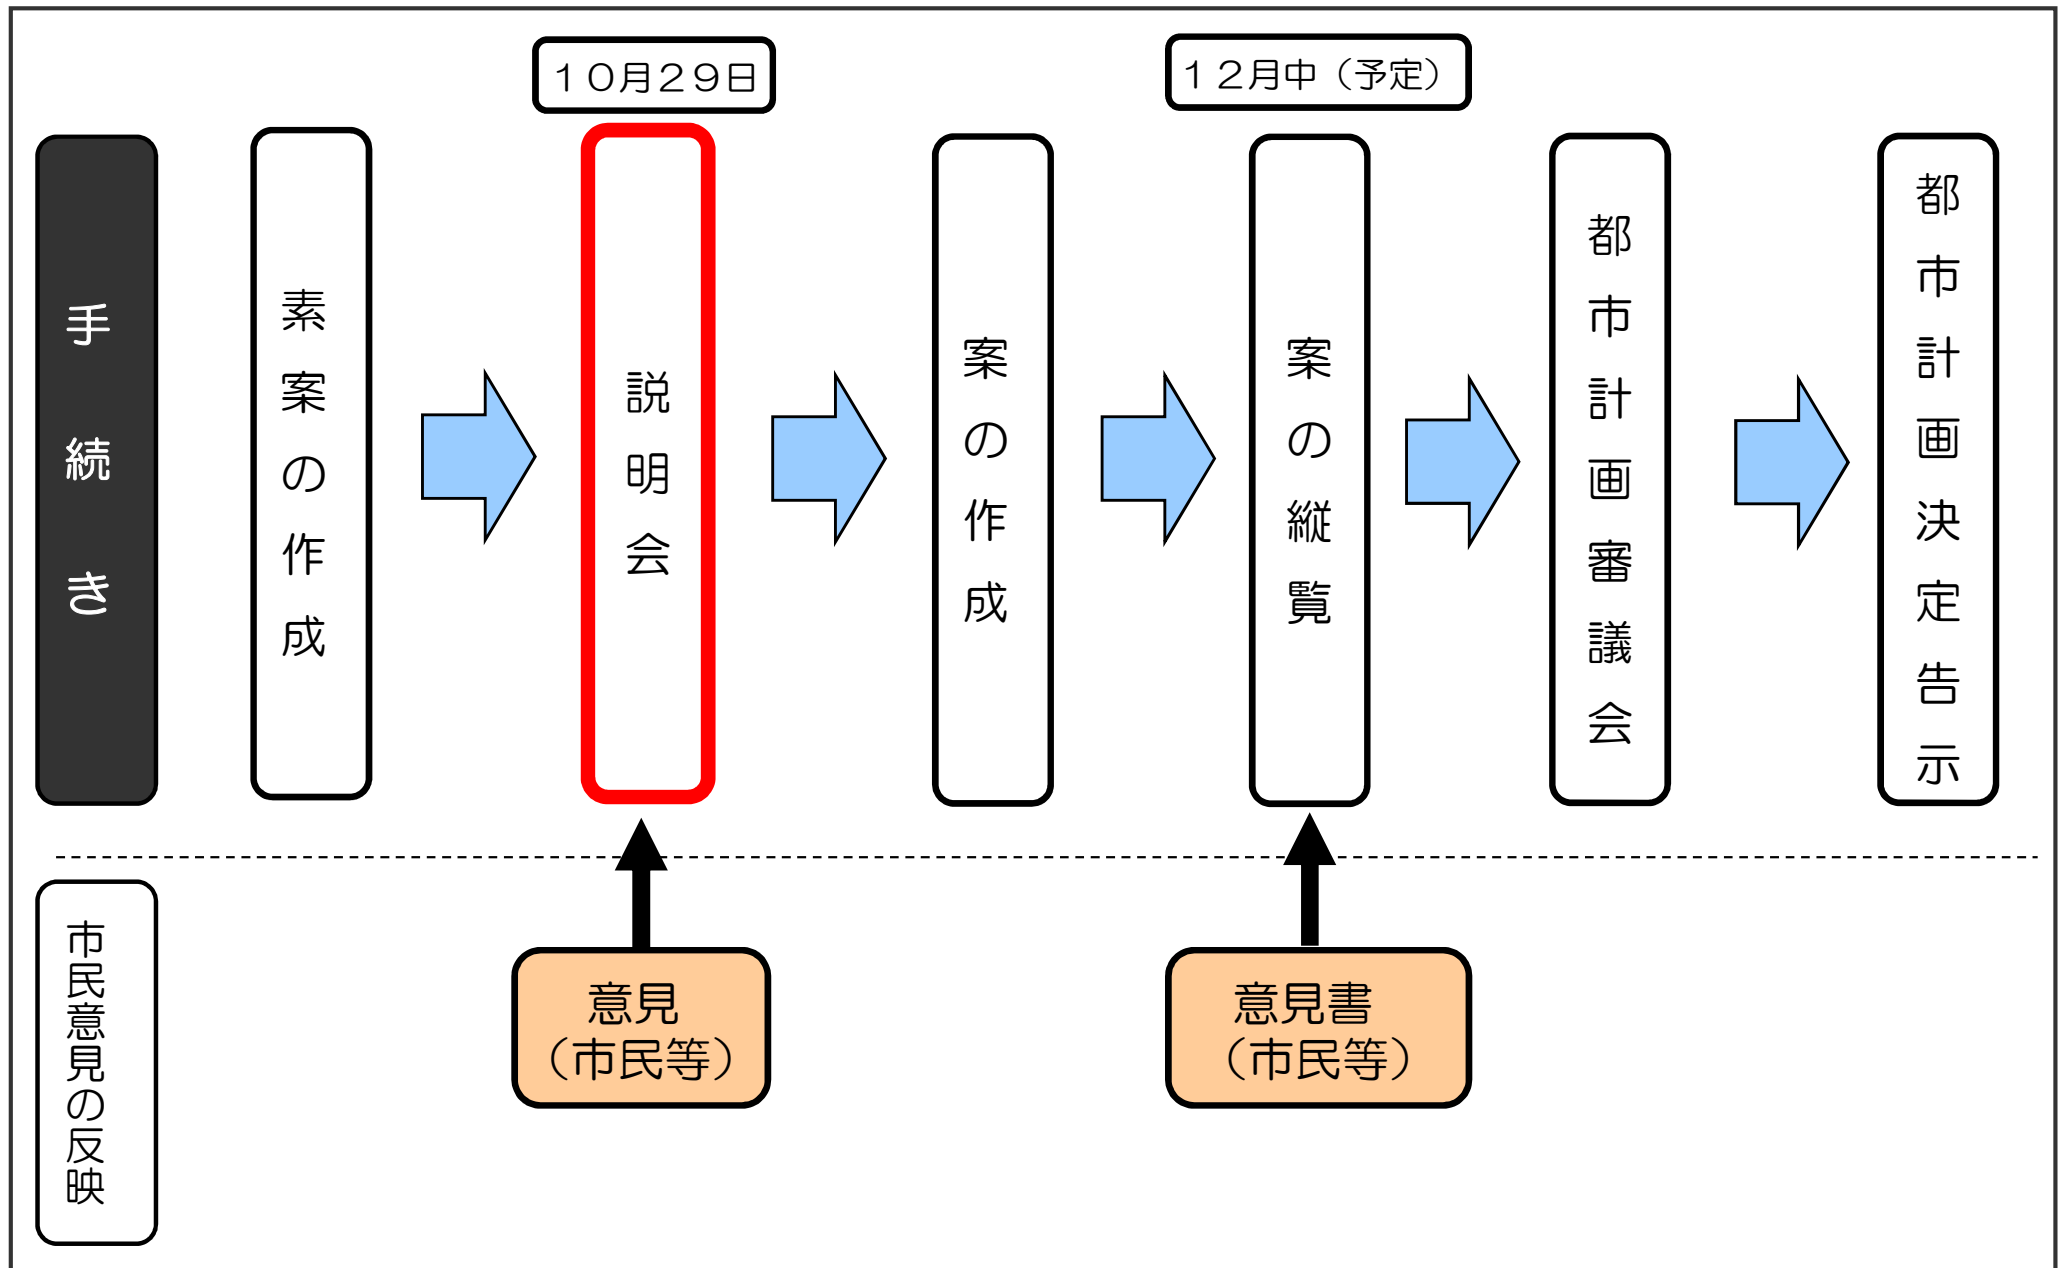 １０月２９日
１２月中（予定）
手続き
素案の作成
説明会
案の作成
案の縦覧
都市計画審議会
都市計画決定告示
市民意見の反映
意見
（市民等）
意見書
（市民等）